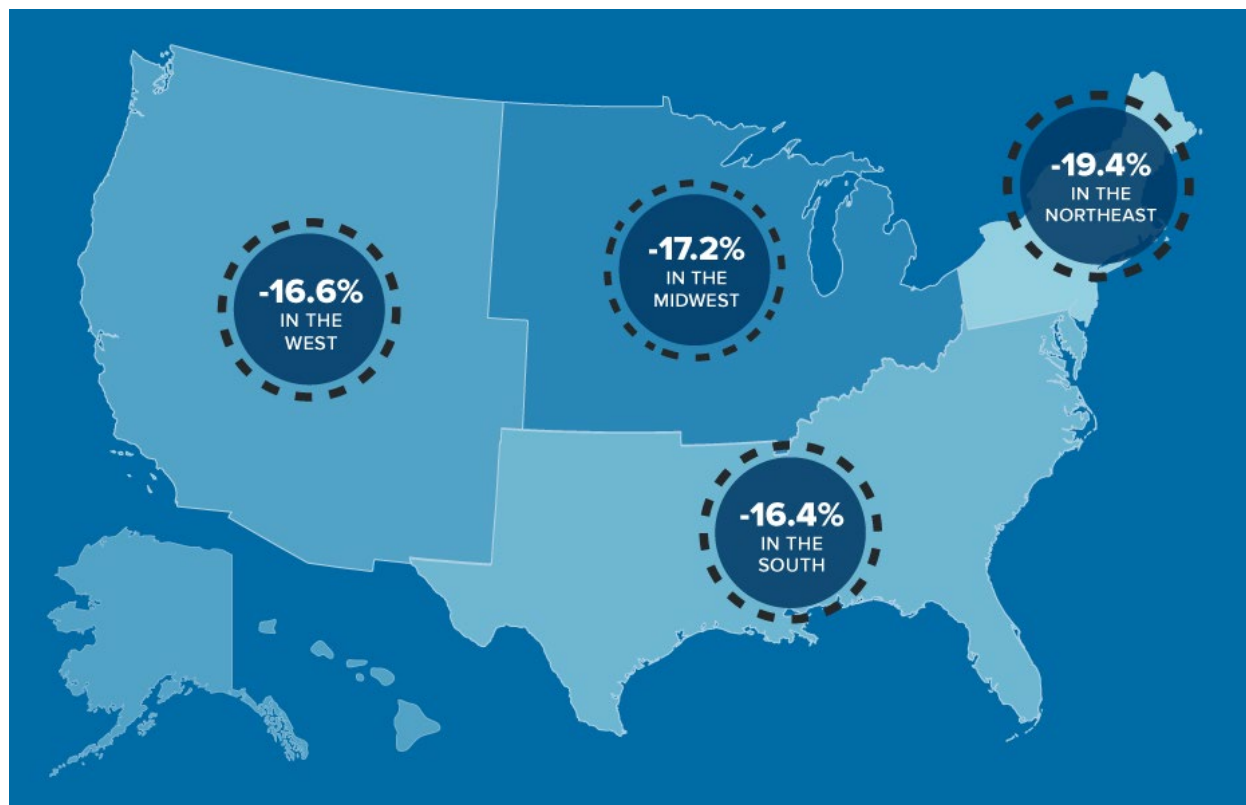 -19.4%
IN THE
NORTHEAST
-17.2%
IN THE
MIDWEST
-16.6%
IN THE
WEST
-16.4%
IN THE
SOUTH